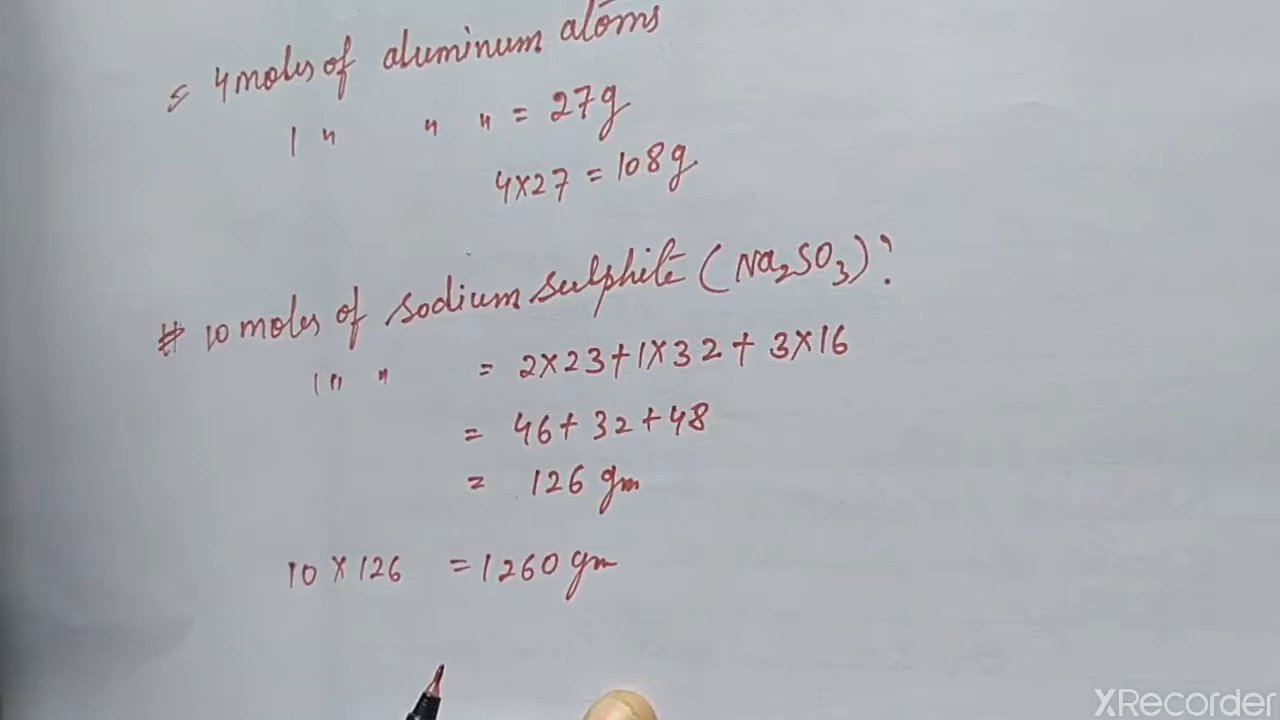 = 4 moles of aluminum atoms
1 " " " = 27g
4×27 = 108g
# 10 moles of sodium sulphite (Na₂SO₃)?
1 " " = 2×23+1×32+3×16
= 46+32+48
= 126 gm
10 × 126 = 1260 gm
XRecorder